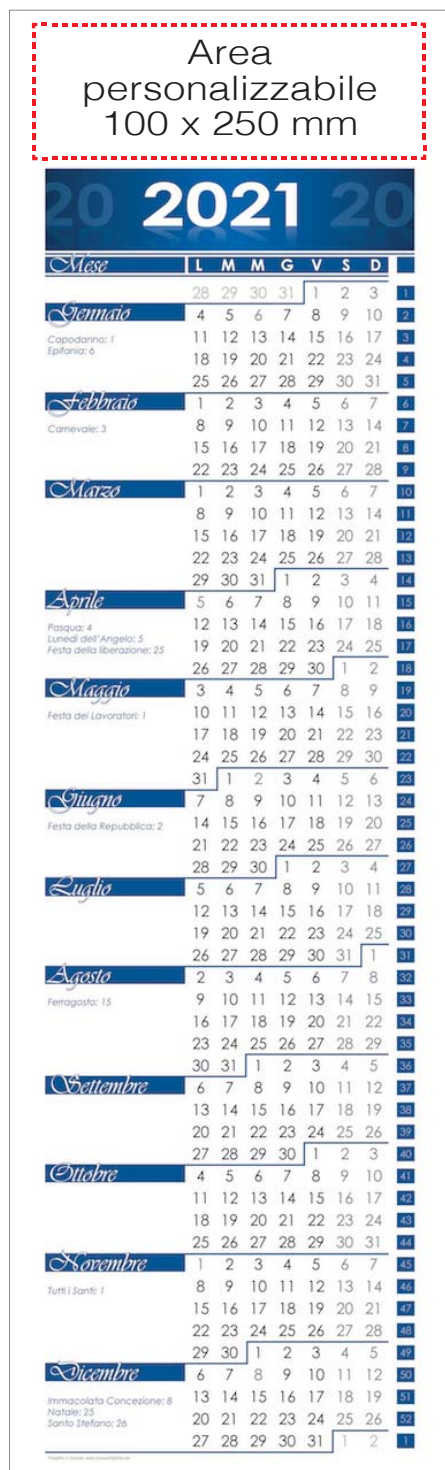 Area
personalizzabile
100 x 250 mm
20 2021 20
Mese L M M G V S D
28 29 30 31 1 2 3 1
Gennaio 4 5 6 7 8 9 10 2
Capodanno: 1 11 12 13 14 15 16 17 3
Epifania: 6
18 19 20 21 22 23 24 4
25 26 27 28 29 30 31 5
Febbraio 1 2 3 4 5 6 7 6
Carnevale: 3 8 9 10 11 12 13 14 7
15 16 17 18 19 20 21 8
22 23 24 25 26 27 28 9
Marzo 1 2 3 4 5 6 7 10
8 9 10 11 12 13 14 11
15 16 17 18 19 20 21 12
22 23 24 25 26 27 28 13
29 30 31 1 2 3 4 14
Aprile 5 6 7 8 9 10 11 15
Pasqua: 4 12 13 14 15 16 17 18 16
Lunedì dell'Angelo: 5
Festa della liberazione: 25 19 20 21 22 23 24 25 17
26 27 28 29 30 1 2 18
Maggio 3 4 5 6 7 8 9 19
Festa dei Lavoratori: 1 10 11 12 13 14 15 16 20
17 18 19 20 21 22 23 21
24 25 26 27 28 29 30 22
31 1 2 3 4 5 6 23
Giugno 7 8 9 10 11 12 13 24
Festa della Repubblica: 2 14 15 16 17 18 19 20 25
21 22 23 24 25 26 27 26
28 29 30 1 2 3 4 27
Luglio 5 6 7 8 9 10 11 28
12 13 14 15 16 17 18 29
19 20 21 22 23 24 25 30
26 27 28 29 30 31 1 31
Agosto 2 3 4 5 6 7 8 32
Ferragosto: 15 9 10 11 12 13 14 15 33
16 17 18 19 20 21 22 34
23 24 25 26 27 28 29 35
30 31 1 2 3 4 5 36
Settembre 6 7 8 9 10 11 12 37
13 14 15 16 17 18 19 38
20 21 22 23 24 25 26 39
27 28 29 30 1 2 3 40
Ottobre 4 5 6 7 8 9 10 41
11 12 13 14 15 16 17 42
18 19 20 21 22 23 24 43
25 26 27 28 29 30 31 44
Novembre 1 2 3 4 5 6 7 45
Tutti i Santi: 1 8 9 10 11 12 13 14 46
15 16 17 18 19 20 21 47
22 23 24 25 26 27 28 48
29 30 1 2 3 4 5 49
Dicembre 6 7 8 9 10 11 12 50
Immacolata Concezione: 8 13 14 15 16 17 18 19 51
Natale: 25
Santo Stefano: 26 20 21 22 23 24 25 26 52
27 28 29 30 31 1 2 1